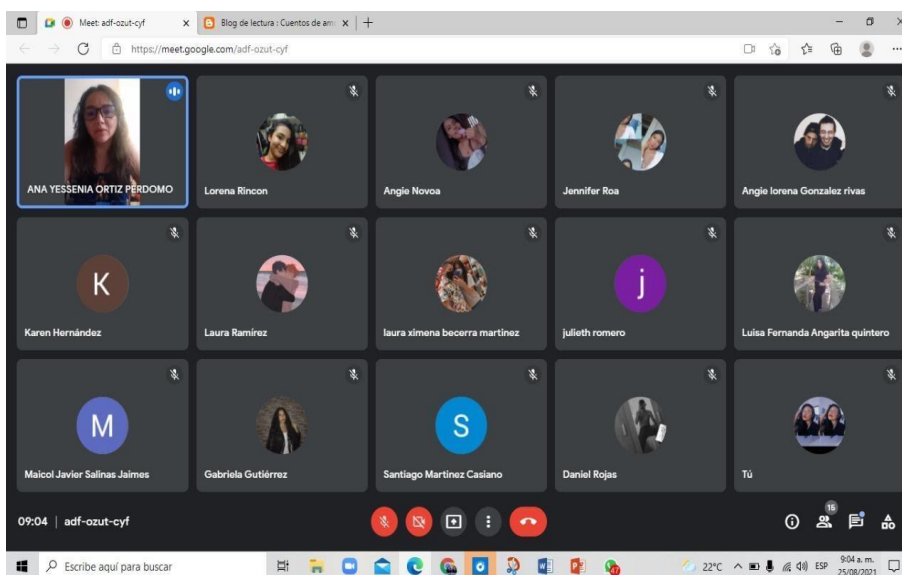 Meet: adf-ozut-cyf
Blog de lectura : Cuentos de am
https://meet.google.com/adf-ozut-cyf
ANA YESSENIA ORTIZ PERDOMO
Lorena Rincon
Angie Novoa
Jennifer Roa
Angie lorena Gonzalez rivas
K
Karen Hernández
Laura Ramírez
laura ximena becerra martinez
j
julieth romero
Luisa Fernanda Angarita quintero
M
Maicol Javier Salinas Jaimes
Gabriela Gutiérrez
S
Santiago Martinez Casiano
Daniel Rojas
Tú
09:04 | adf-ozut-cyf
15
Escribe aquí para buscar
22°C
ESP
9:04 a. m.
25/08/2021